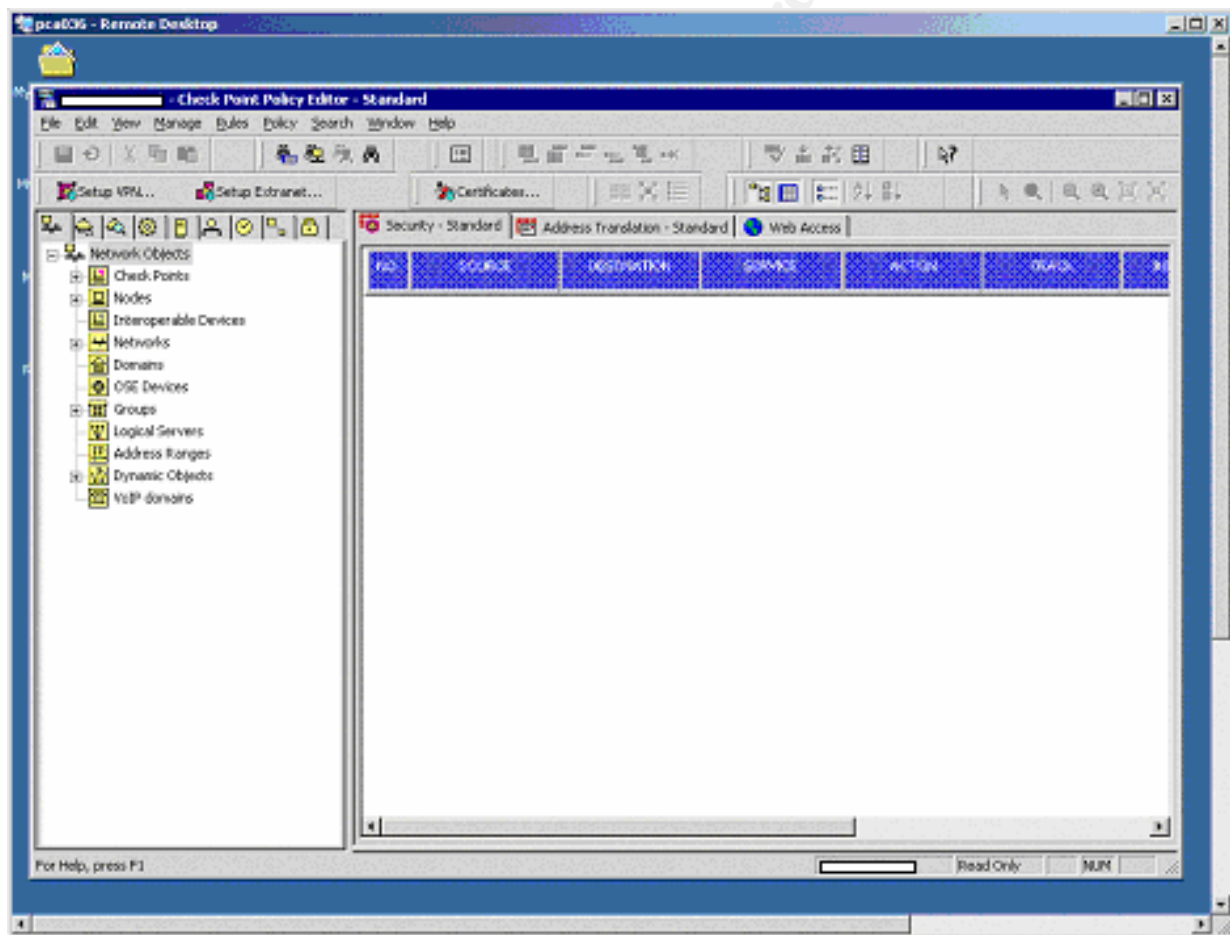 pca036 - Remote Desktop
- Check Point Policy Editor - Standard
File Edit View Manage Rules Policy Search Window Help
Setup VPN... Setup Extranet... Certificates...
Security - Standard Address Translation - Standard Web Access
Network Objects
Check Points
Nodes
Interoperable Devices
Networks
Domains
OSE Devices
Groups
Logical Servers
Address Ranges
Dynamic Objects
VoIP domains
NO. SOURCE DESTINATION SERVICE ACTION TRACK
For Help, press F1
Read Only NUM